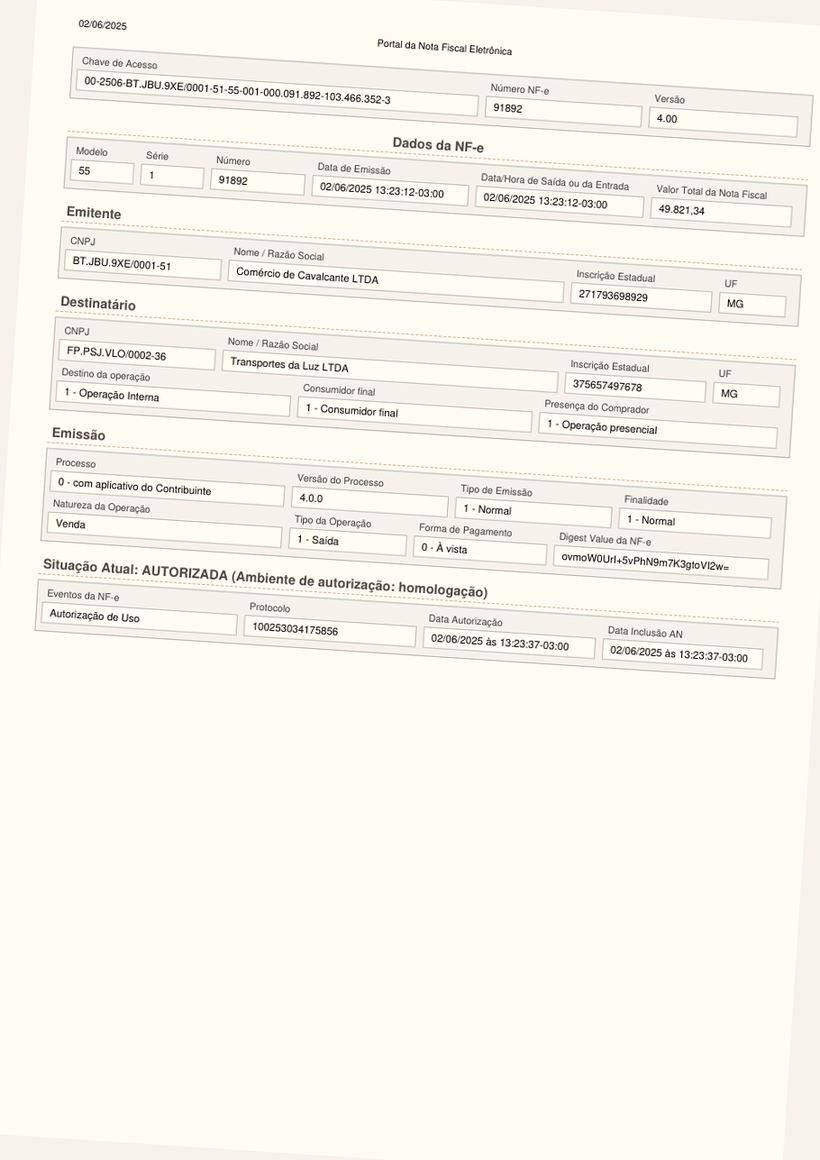 02/06/2025
Portal da Nota Fiscal Eletrônica
Chave de Acesso Número NF-e Versão
00-2506-BT.JBU.9XE/0001-51-55-001-000.091.892-103.466.352-3 91892 4.00
Dados da NF-e
Modelo Série Número Data de Emissão Data/Hora de Saída ou da Entrada Valor Total da Nota Fiscal
55 1 91892 02/06/2025 13:23:12-03:00 02/06/2025 13:23:12-03:00 49.821,34
Emitente
CNPJ Nome / Razão Social Inscrição Estadual UF
BT.JBU.9XE/0001-51 Comércio de Cavalcante LTDA 271793698929 MG
Destinatário
CNPJ Nome / Razão Social Inscrição Estadual UF
FP.PSJ.VLO/0002-36 Transportes da Luz LTDA 375657497678 MG
Destino da operação Consumidor final Presença do Comprador
1 - Operação Interna 1 - Consumidor final 1 - Operação presencial
Emissão
Processo Versão do Processo Tipo de Emissão Finalidade
0 - com aplicativo do Contribuinte 4.0.0 1 - Normal 1 - Normal
Natureza da Operação Tipo da Operação Forma de Pagamento Digest Value da NF-e
Venda 1 - Saída 0 - À vista ovmoW0UrI+5vPhN9m7K3gtoVI2w=
Situação Atual: AUTORIZADA (Ambiente de autorização: homologação)
Eventos da NF-e Protocolo Data Autorização Data Inclusão AN
Autorização de Uso 100253034175856 02/06/2025 às 13:23:37-03:00 02/06/2025 às 13:23:37-03:00